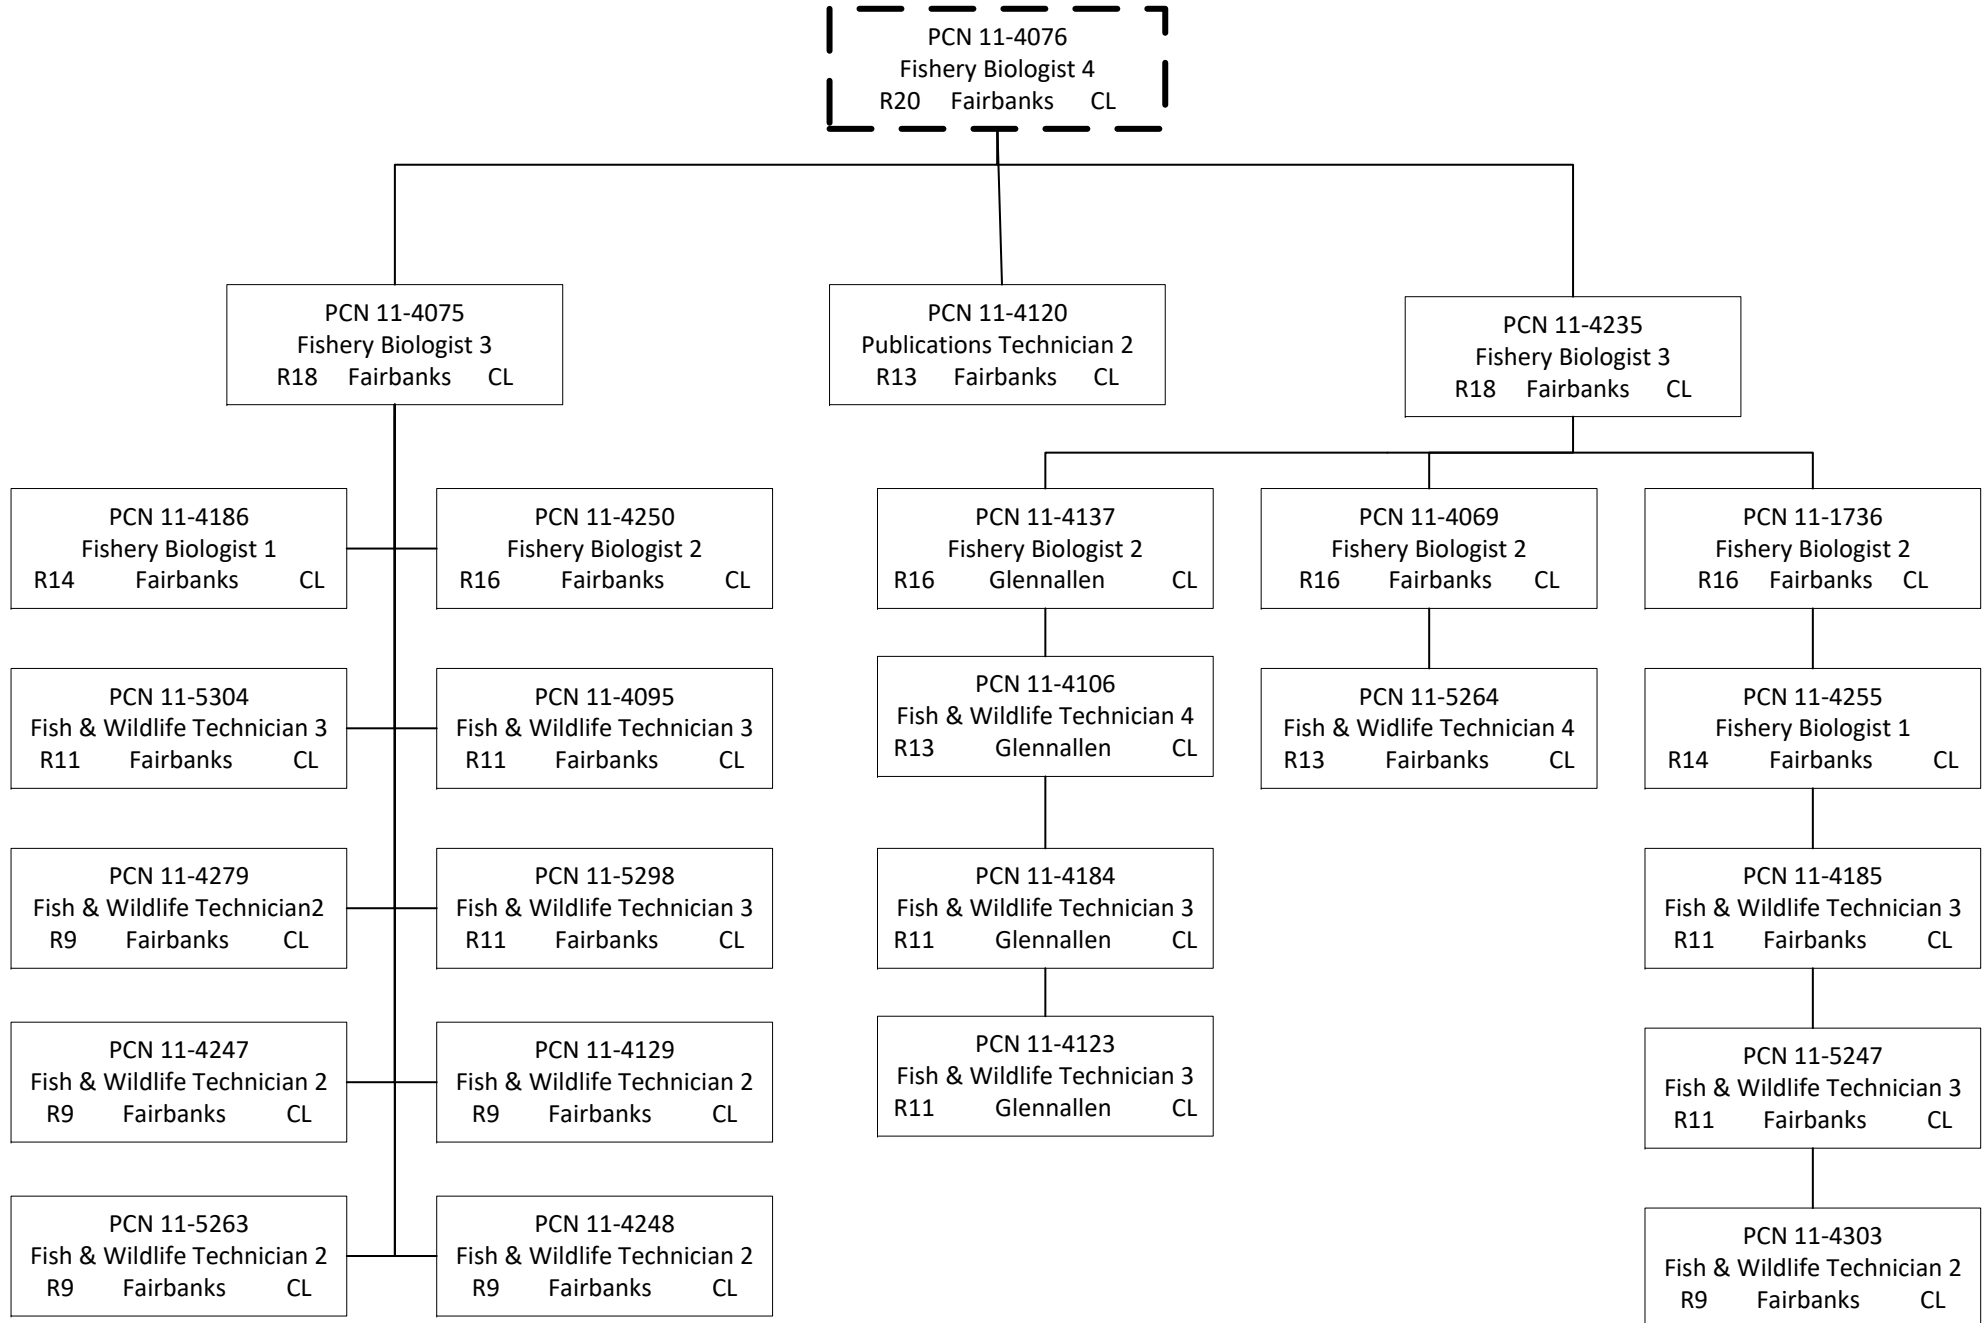 PCN 11-4076
Fishery Biologist 4
R20 Fairbanks CL
PCN 11-4075
Fishery Biologist 3
R18 Fairbanks CL
PCN 11-4120
Publications Technician 2
R13 Fairbanks CL
PCN 11-4235
Fishery Biologist 3
R18 Fairbanks CL
PCN 11-4186
Fishery Biologist 1
R14 Fairbanks CL
PCN 11-4250
Fishery Biologist 2
R16 Fairbanks CL
PCN 11-4137
Fishery Biologist 2
R16 Glennallen CL
PCN 11-4069
Fishery Biologist 2
R16 Fairbanks CL
PCN 11-1736
Fishery Biologist 2
R16 Fairbanks CL
PCN 11-5304
Fish & Wildlife Technician 3
R11 Fairbanks CL
PCN 11-4095
Fish & Wildlife Technician 3
R11 Fairbanks CL
PCN 11-4106
Fish & Wildlife Technician 4
R13 Glennallen CL
PCN 11-5264
Fish & Widlife Technician 4
R13 Fairbanks CL
PCN 11-4255
Fishery Biologist 1
R14 Fairbanks CL
PCN 11-4279
Fish & Wildlife Technician2
R9 Fairbanks CL
PCN 11-5298
Fish & Wildlife Technician 3
R11 Fairbanks CL
PCN 11-4184
Fish & Wildlife Technician 3
R11 Glennallen CL
PCN 11-4185
Fish & Wildlife Technician 3
R11 Fairbanks CL
PCN 11-4247
Fish & Wildlife Technician 2
R9 Fairbanks CL
PCN 11-4129
Fish & Wildlife Technician 2
R9 Fairbanks CL
PCN 11-4123
Fish & Wildlife Technician 3
R11 Glennallen CL
PCN 11-5247
Fish & Wildlife Technician 3
R11 Fairbanks CL
PCN 11-5263
Fish & Wildlife Technician 2
R9 Fairbanks CL
PCN 11-4248
Fish & Wildlife Technician 2
R9 Fairbanks CL
PCN 11-4303
Fish & Wildlife Technician 2
R9 Fairbanks CL